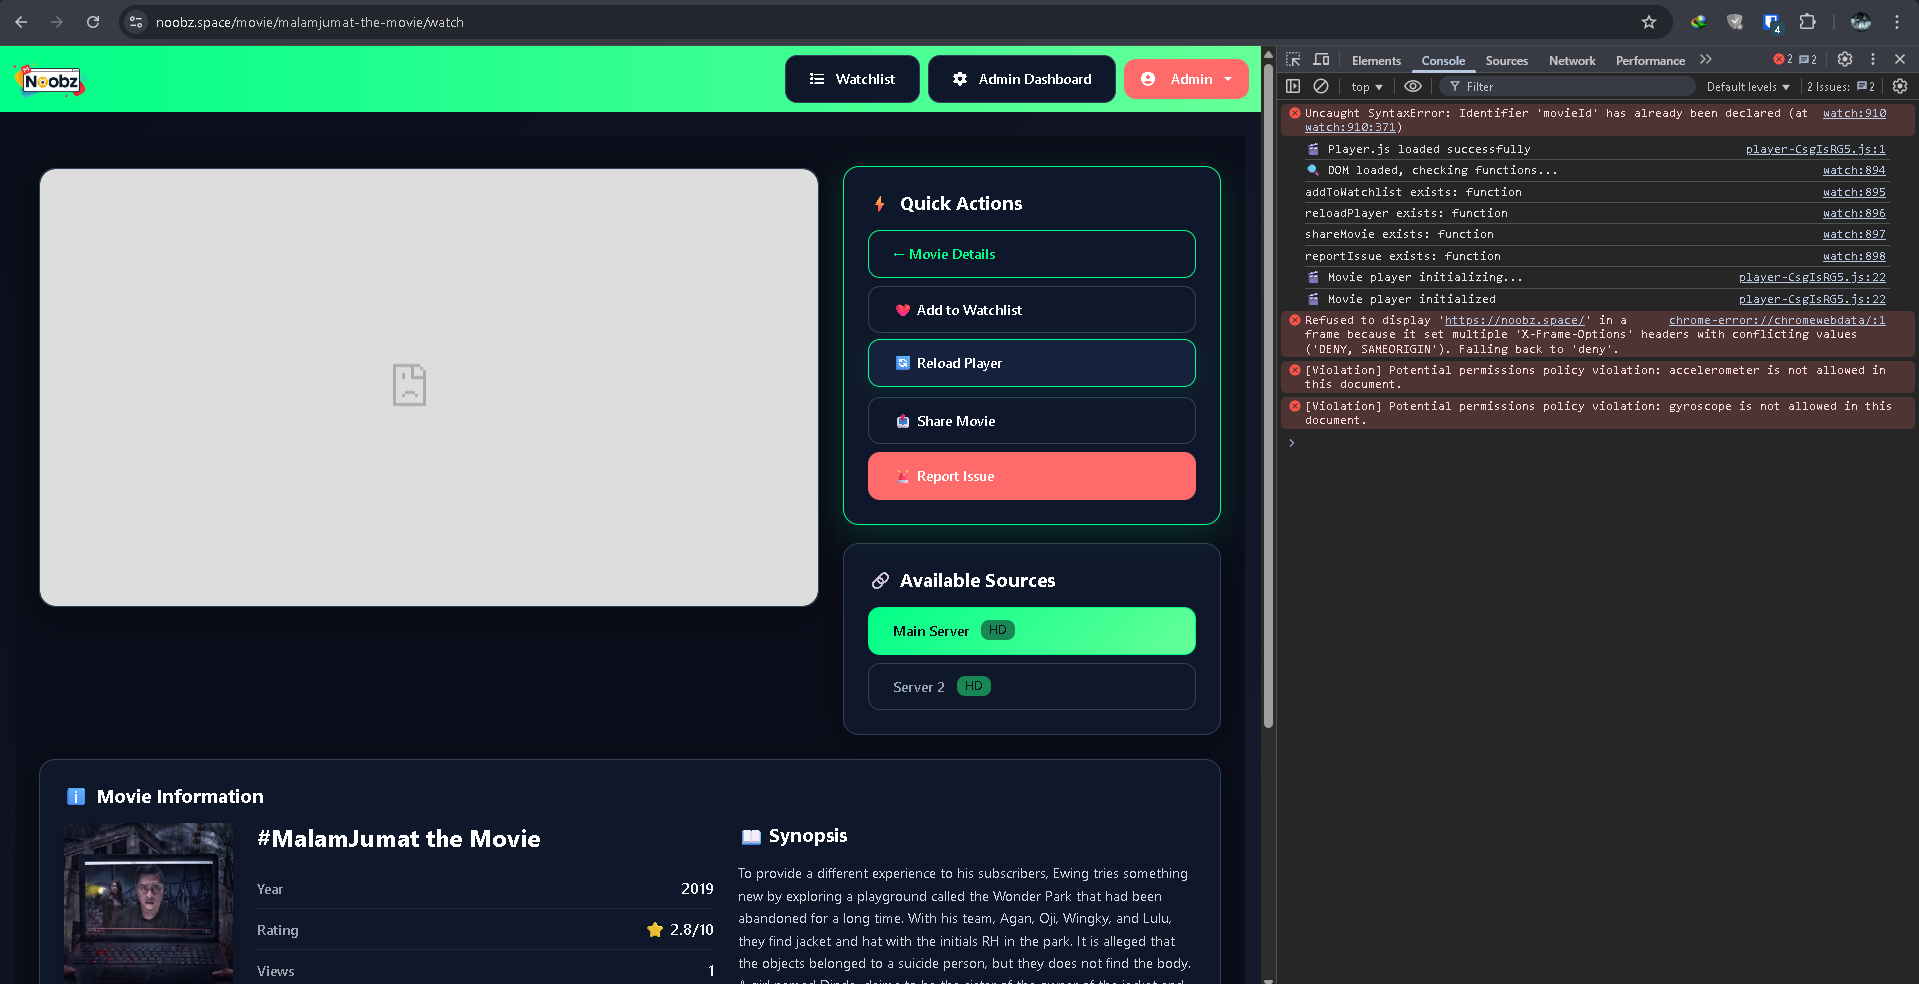 noobz.space/movie/malamjumat-the-movie/watch
4
Noobz
Watchlist
Admin Dashboard
Admin
Quick Actions
← Movie Details
Add to Watchlist
Reload Player
Share Movie
Report Issue
Available Sources
Main Server HD
Server 2 HD
Movie Information
#MalamJumat the Movie
Year 2019
Rating 2.8/10
Views 1
Synopsis
To provide a different experience to his subscribers, Ewing tries something
new by exploring a playground called the Wonder Park that had been
abandoned for a long time. With his team, Agan, Oji, Wingky, and Lulu,
they find jacket and hat with the initials RH in the park. It is alleged that
the objects belonged to a suicide person, but they does not find the body.
Elements Console Sources Network Performance 2 2
top Filter Default levels 2 Issues: 2
Uncaught SyntaxError: Identifier 'movieId' has already been declared (at watch:910
watch:910:371)
Player.js loaded successfully player-CsgIsRG5.js:1
DOM loaded, checking functions... watch:894
addToWatchlist exists: function watch:895
reloadPlayer exists: function watch:896
shareMovie exists: function watch:897
reportIssue exists: function watch:898
Movie player initializing... player-CsgIsRG5.js:22
Movie player initialized player-CsgIsRG5.js:22
Refused to display 'https://noobz.space/' in a chrome-error://chromewebdata/:1
frame because it set multiple 'X-Frame-Options' headers with conflicting values
('DENY, SAMEORIGIN'). Falling back to 'deny'.
[Violation] Potential permissions policy violation: accelerometer is not allowed in
this document.
[Violation] Potential permissions policy violation: gyroscope is not allowed in this
document.